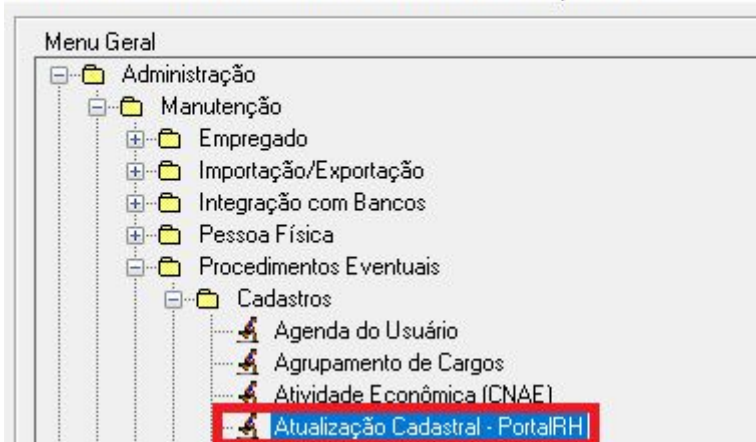 Menu Geral
Administração
Manutenção
Empregado
Importação/Exportação
Integração com Bancos
Pessoa Física
Procedimentos Eventuais
Cadastros
Agenda do Usuário
Agrupamento de Cargos
Atividade Econômica (CNAE)
Atualização Cadastral - PortalRH